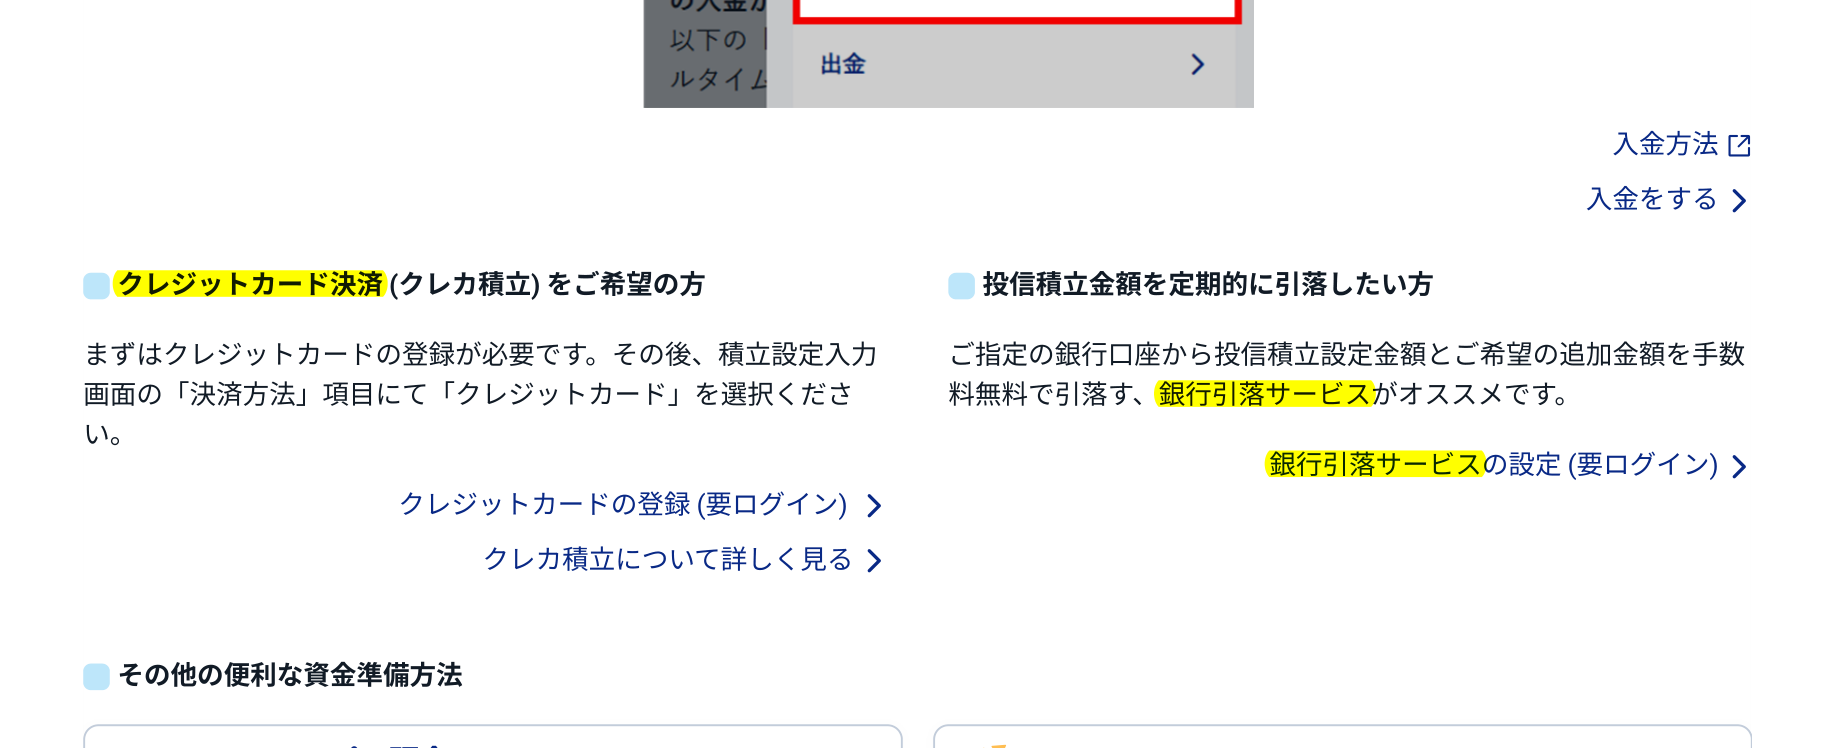 以下の
ルタイム
出金
入金方法
入金をする
クレジットカード決済(クレカ積立) をご希望の方
まずはクレジットカードの登録が必要です。その後、積立設定入力
画面の「決済方法」項目にて「クレジットカード」を選択くださ
い。
クレジットカードの登録 (要ログイン)
クレカ積立について詳しく見る
投信積立金額を定期的に引落したい方
ご指定の銀行口座から投信積立設定金額とご希望の追加金額を手数
料無料で引落す、銀行引落サービスがオススメです。
銀行引落サービスの設定 (要ログイン)
その他の便利な資金準備方法